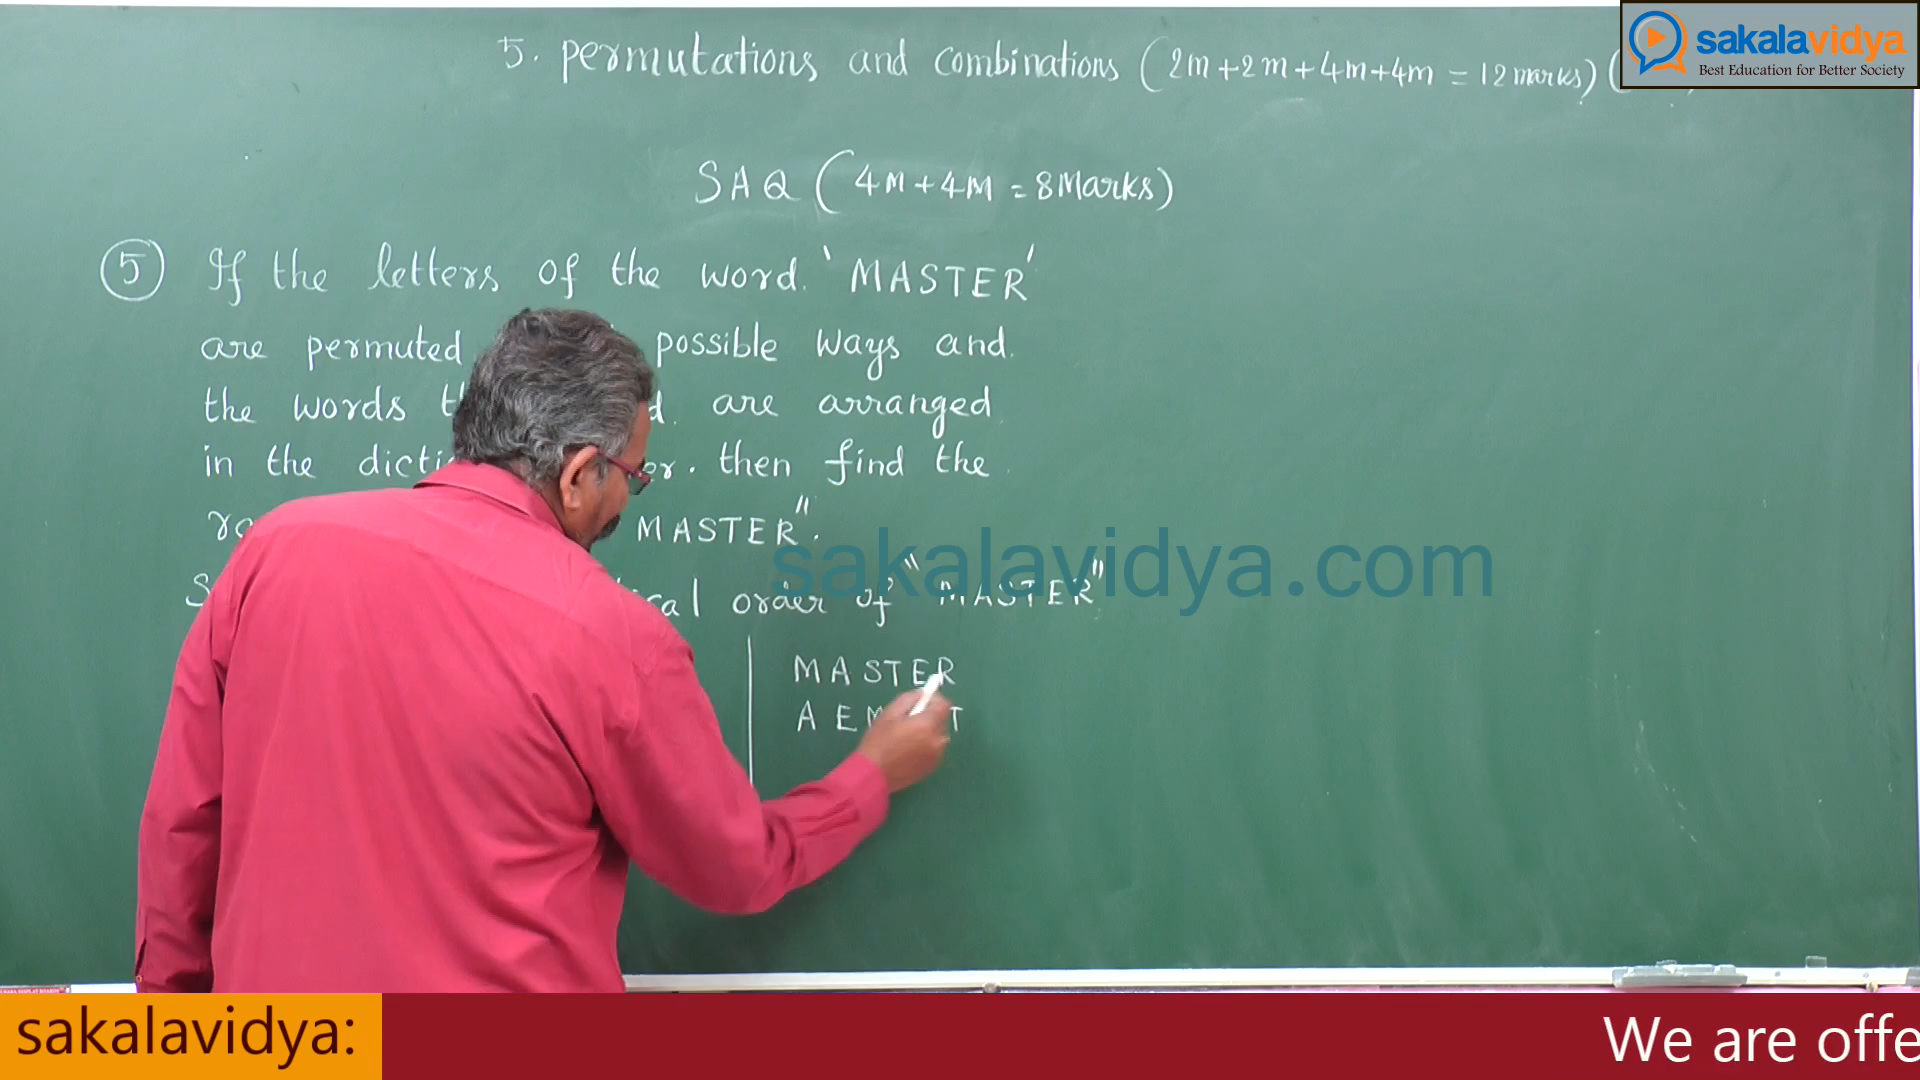 sakalavidya
Best Education for Better Society
5. permutations and combinations (2m+2m+4m+4m = 12 marks) (
SAQ (4M+4M = 8Marks)
5 If the letters of the word 'MASTER'
are permuted possible ways and.
the words are arranged
in the then find the
MASTER".
order of "MASTER"
MASTER
A E T
sakalavidya.com
sakalavidya:
We are offe